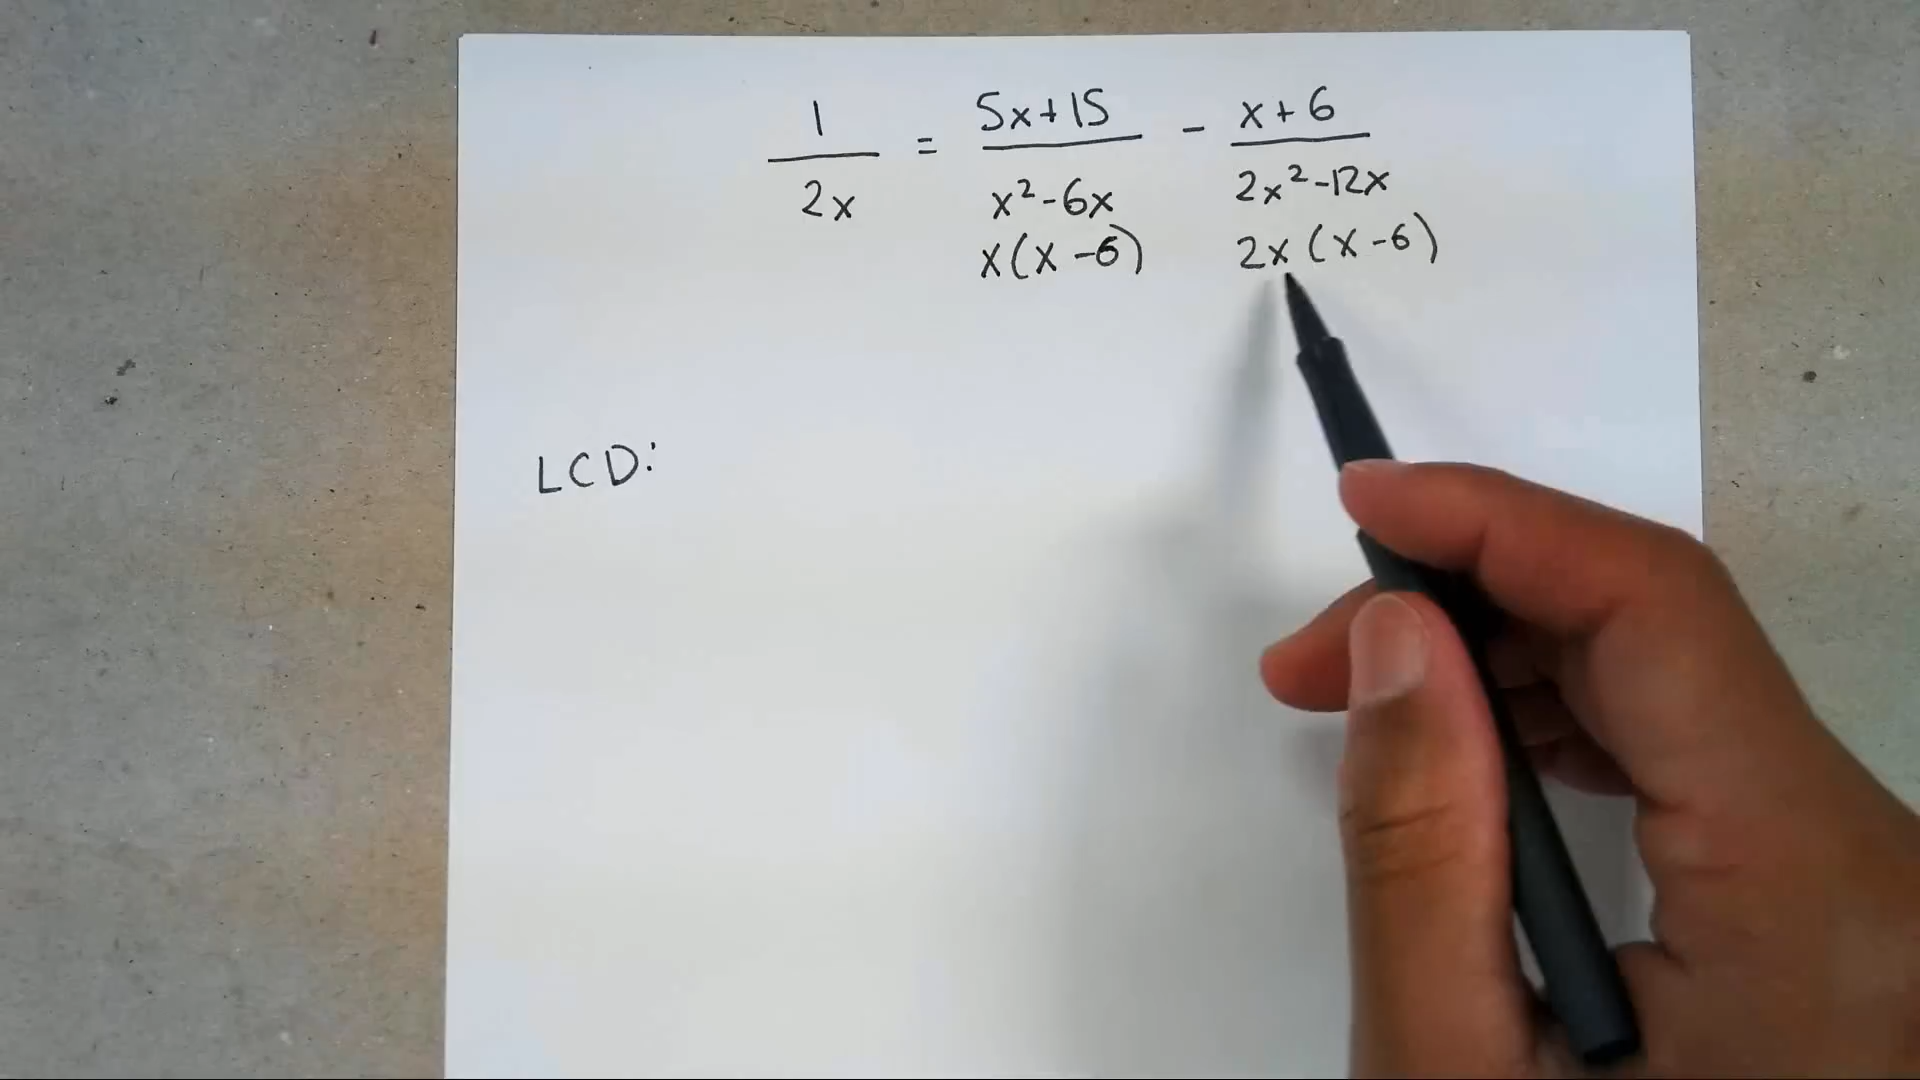 1/2x = (5x+15)/(x²-6x) - (x+6)/(2x²-12x)
x(x-6) 2x(x-6)
LCD: